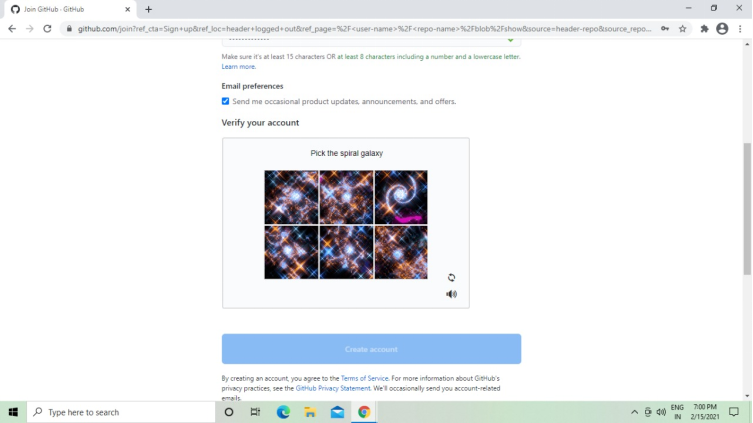 Join GitHub · GitHub
github.com/join?ref_cta=Sign+up&ref_loc=header+logged+out&ref_page=%2F<user-name>%2F<repo-name>%2Fblob%2Fshow&source=header-repo&source_repo...
Make sure it's at least 15 characters OR at least 8 characters including a number and a lowercase letter.
Learn more.
Email preferences
Send me occasional product updates, announcements, and offers.
Verify your account
Pick the spiral galaxy
Create account
By creating an account, you agree to the Terms of Service. For more information about GitHub's
privacy practices, see the GitHub Privacy Statement. We'll occasionally send you account-related
emails.
Type here to search
ENG
IN
7:00 PM
2/15/2021